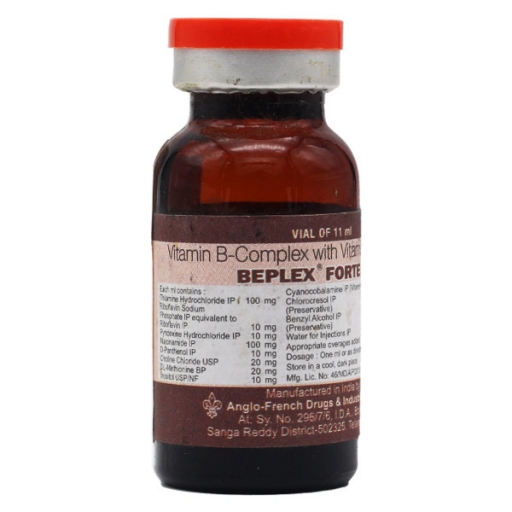 VIAL OF 11 ml
Vitamin B-Complex with
BEPLEX® FORTE
Each ml contains :
Thiamine Hydrochloride IP 100 mg
Riboflavin Sodium
Phosphate IP equivalent to
Riboflavin IP 10 mg
Pyridoxine Hydrochloride IP 10 mg
Niacinamide IP 100 mg
D-Panthenol IP 10 mg
Choline Chloride USP 20 mg
DL-Methionine BP 20 mg
Inositol USP/NF 10 mg
Cyanocobalamine IP
Chlorocresol IP
(Preservative)
Benzyl Alcohol IP
(Preservative)
Water for Injections IP
Appropriate overages added
Dosage : One ml or as
Store in a cool, dark place
Mfg. Lic. No.
Manufactured in India by
Anglo-French Drugs &
At: Sy. No. 296/7/6, I.D.A.
Sanga Reddy District-502325,